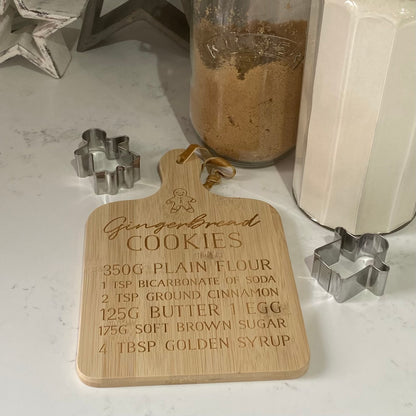 KILNER
GingerBread
COOKIES
350G PLAIN FLOUR
1 TSP BICARBONATE OF SODA
2 TSP GROUND CINNAMON
125G BUTTER 1 EGG
175G SOFT BROWN SUGAR
4 TBSP GOLDEN SYRUP